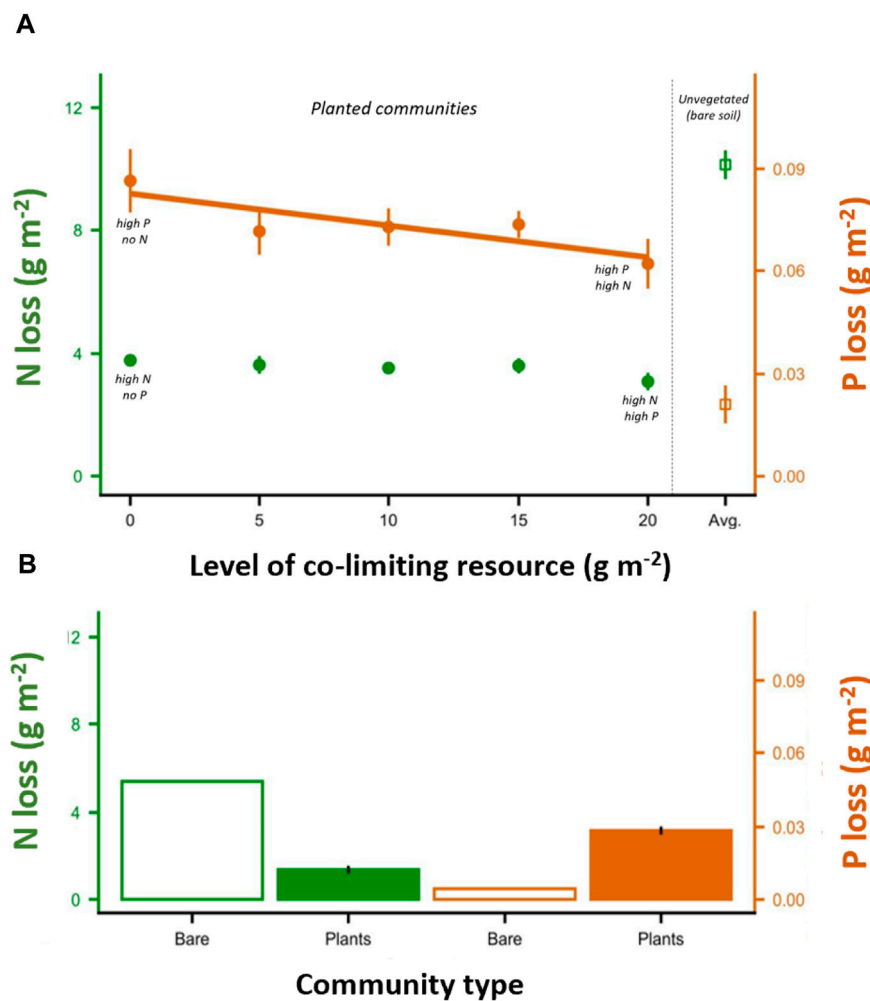 A
Planted communities
Unvegetated
(bare soil)
N loss (g m-2)
12
8
4
0
high P
no N
high P
high N
high N
no P
high N
high P
0.09
0.06
0.03
0.00
P loss (g m-2)
0
5
10
15
20
Avg.
Level of co-limiting resource (g m-2)
B
N loss (g m-2)
12
8
4
0
0.09
0.06
0.03
0.00
P loss (g m-2)
Bare
Plants
Bare
Plants
Community type